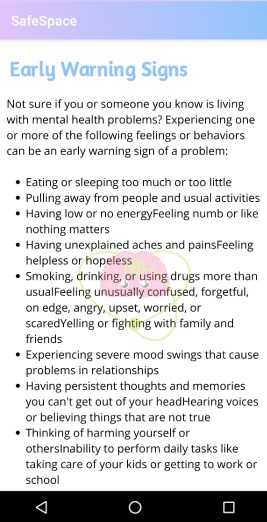 SafeSpace
Early Warning Signs
Not sure if you or someone you know is living
with mental health problems? Experiencing one
or more of the following feelings or behaviors
can be an early warning sign of a problem:
• Eating or sleeping too much or too little
• Pulling away from people and usual activities
• Having low or no energyFeeling numb or like
nothing matters
• Having unexplained aches and painsFeeling
helpless or hopeless
• Smoking, drinking, or using drugs more than
usualFeeling unusually confused, forgetful,
on edge, angry, upset, worried, or
scaredYelling or fighting with family and
friends
• Experiencing severe mood swings that cause
problems in relationships
• Having persistent thoughts and memories
you can't get out of your headHearing voices
or believing things that are not true
• Thinking of harming yourself or
othersInability to perform daily tasks like
taking care of your kids or getting to work or
school